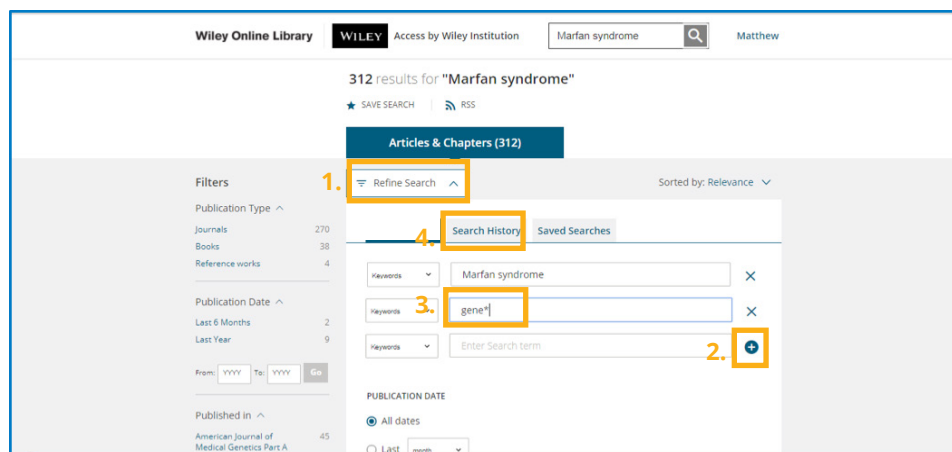 Wiley Online Library
WILEY
Access by Wiley Institution
Marfan syndrome
Matthew
312 results for "Marfan syndrome"
SAVE SEARCH
RSS
Articles & Chapters (312)
Filters
1.
Refine Search
Sorted by: Relevance
Publication Type
Journals 270
Books 38
Reference works 4
4.
Search History
Saved Searches
Keywords
Marfan syndrome
Publication Date
Last 6 Months 2
Last Year 9
Keywords
3.
gene*
Keywords
Enter Search term
2.
From: YYYY To: YYYY Go
PUBLICATION DATE
All dates
Last month
Published in
American Journal of 45
Medical Genetics Part A